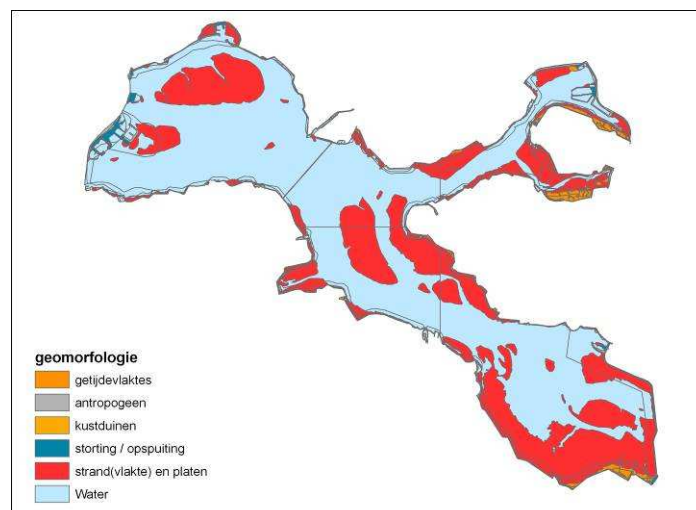 geomorfologie
getijdevlaktes
antropogeen
kustduinen
storting / opspuiting
strand(vlakte) en platen
Water